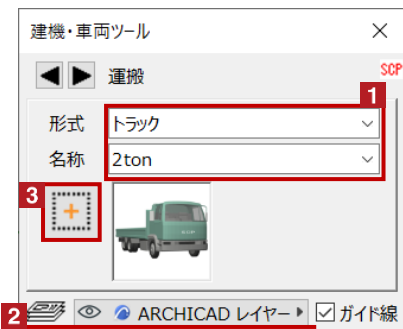 建機・車両ツール
運搬
SCP
1
形式 トラック
名称 2ton
3
2
ARCHICAD レイヤー
ガイド線